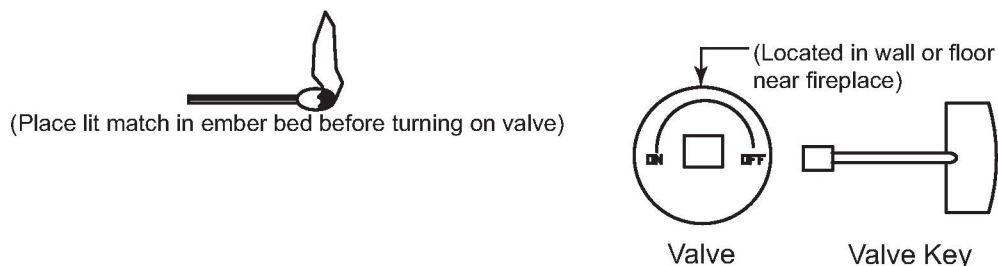 (Place lit match in ember bed before turning on valve)
(Located in wall or floor
near fireplace)
ON OFF
Valve
Valve Key